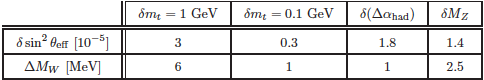 δm_t = 1 GeV δm_t = 0.1 GeV δ(Δα_had) δM_Z
δ sin² θ_eff [10⁻⁵] 3 0.3 1.8 1.4
ΔM_W [MeV] 6 1 1 2.5